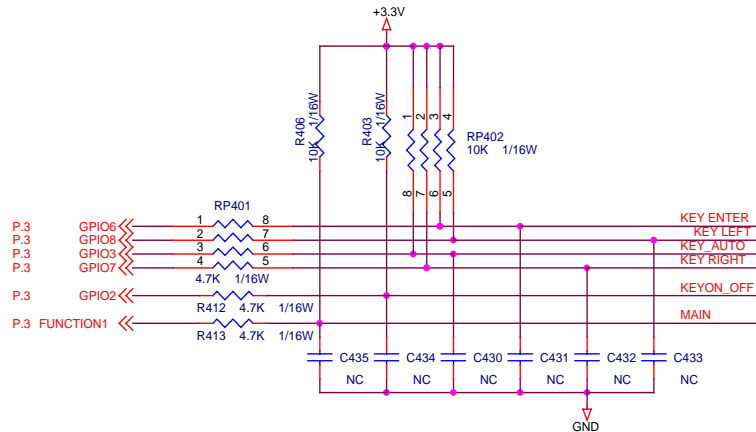 +3.3V
R406
10K 1/16W
R403
10K 1/16W
1
2
3
4
RP402
10K 1/16W
8
7
6
5
RP401
P.3 GPIO6 1 8 KEY ENTER
P.3 GPIO8 2 7 KEY LEFT
P.3 GPIO3 3 6 KEY_AUTO
P.3 GPIO7 4 5 KEY RIGHT
4.7K 1/16W
P.3 GPIO2 KEYON_OFF
R412 4.7K 1/16W
P.3 FUNCTION1 MAIN
R413 4.7K 1/16W
C435 C434 C430 C431 C432 C433
NC NC NC NC NC NC
GND